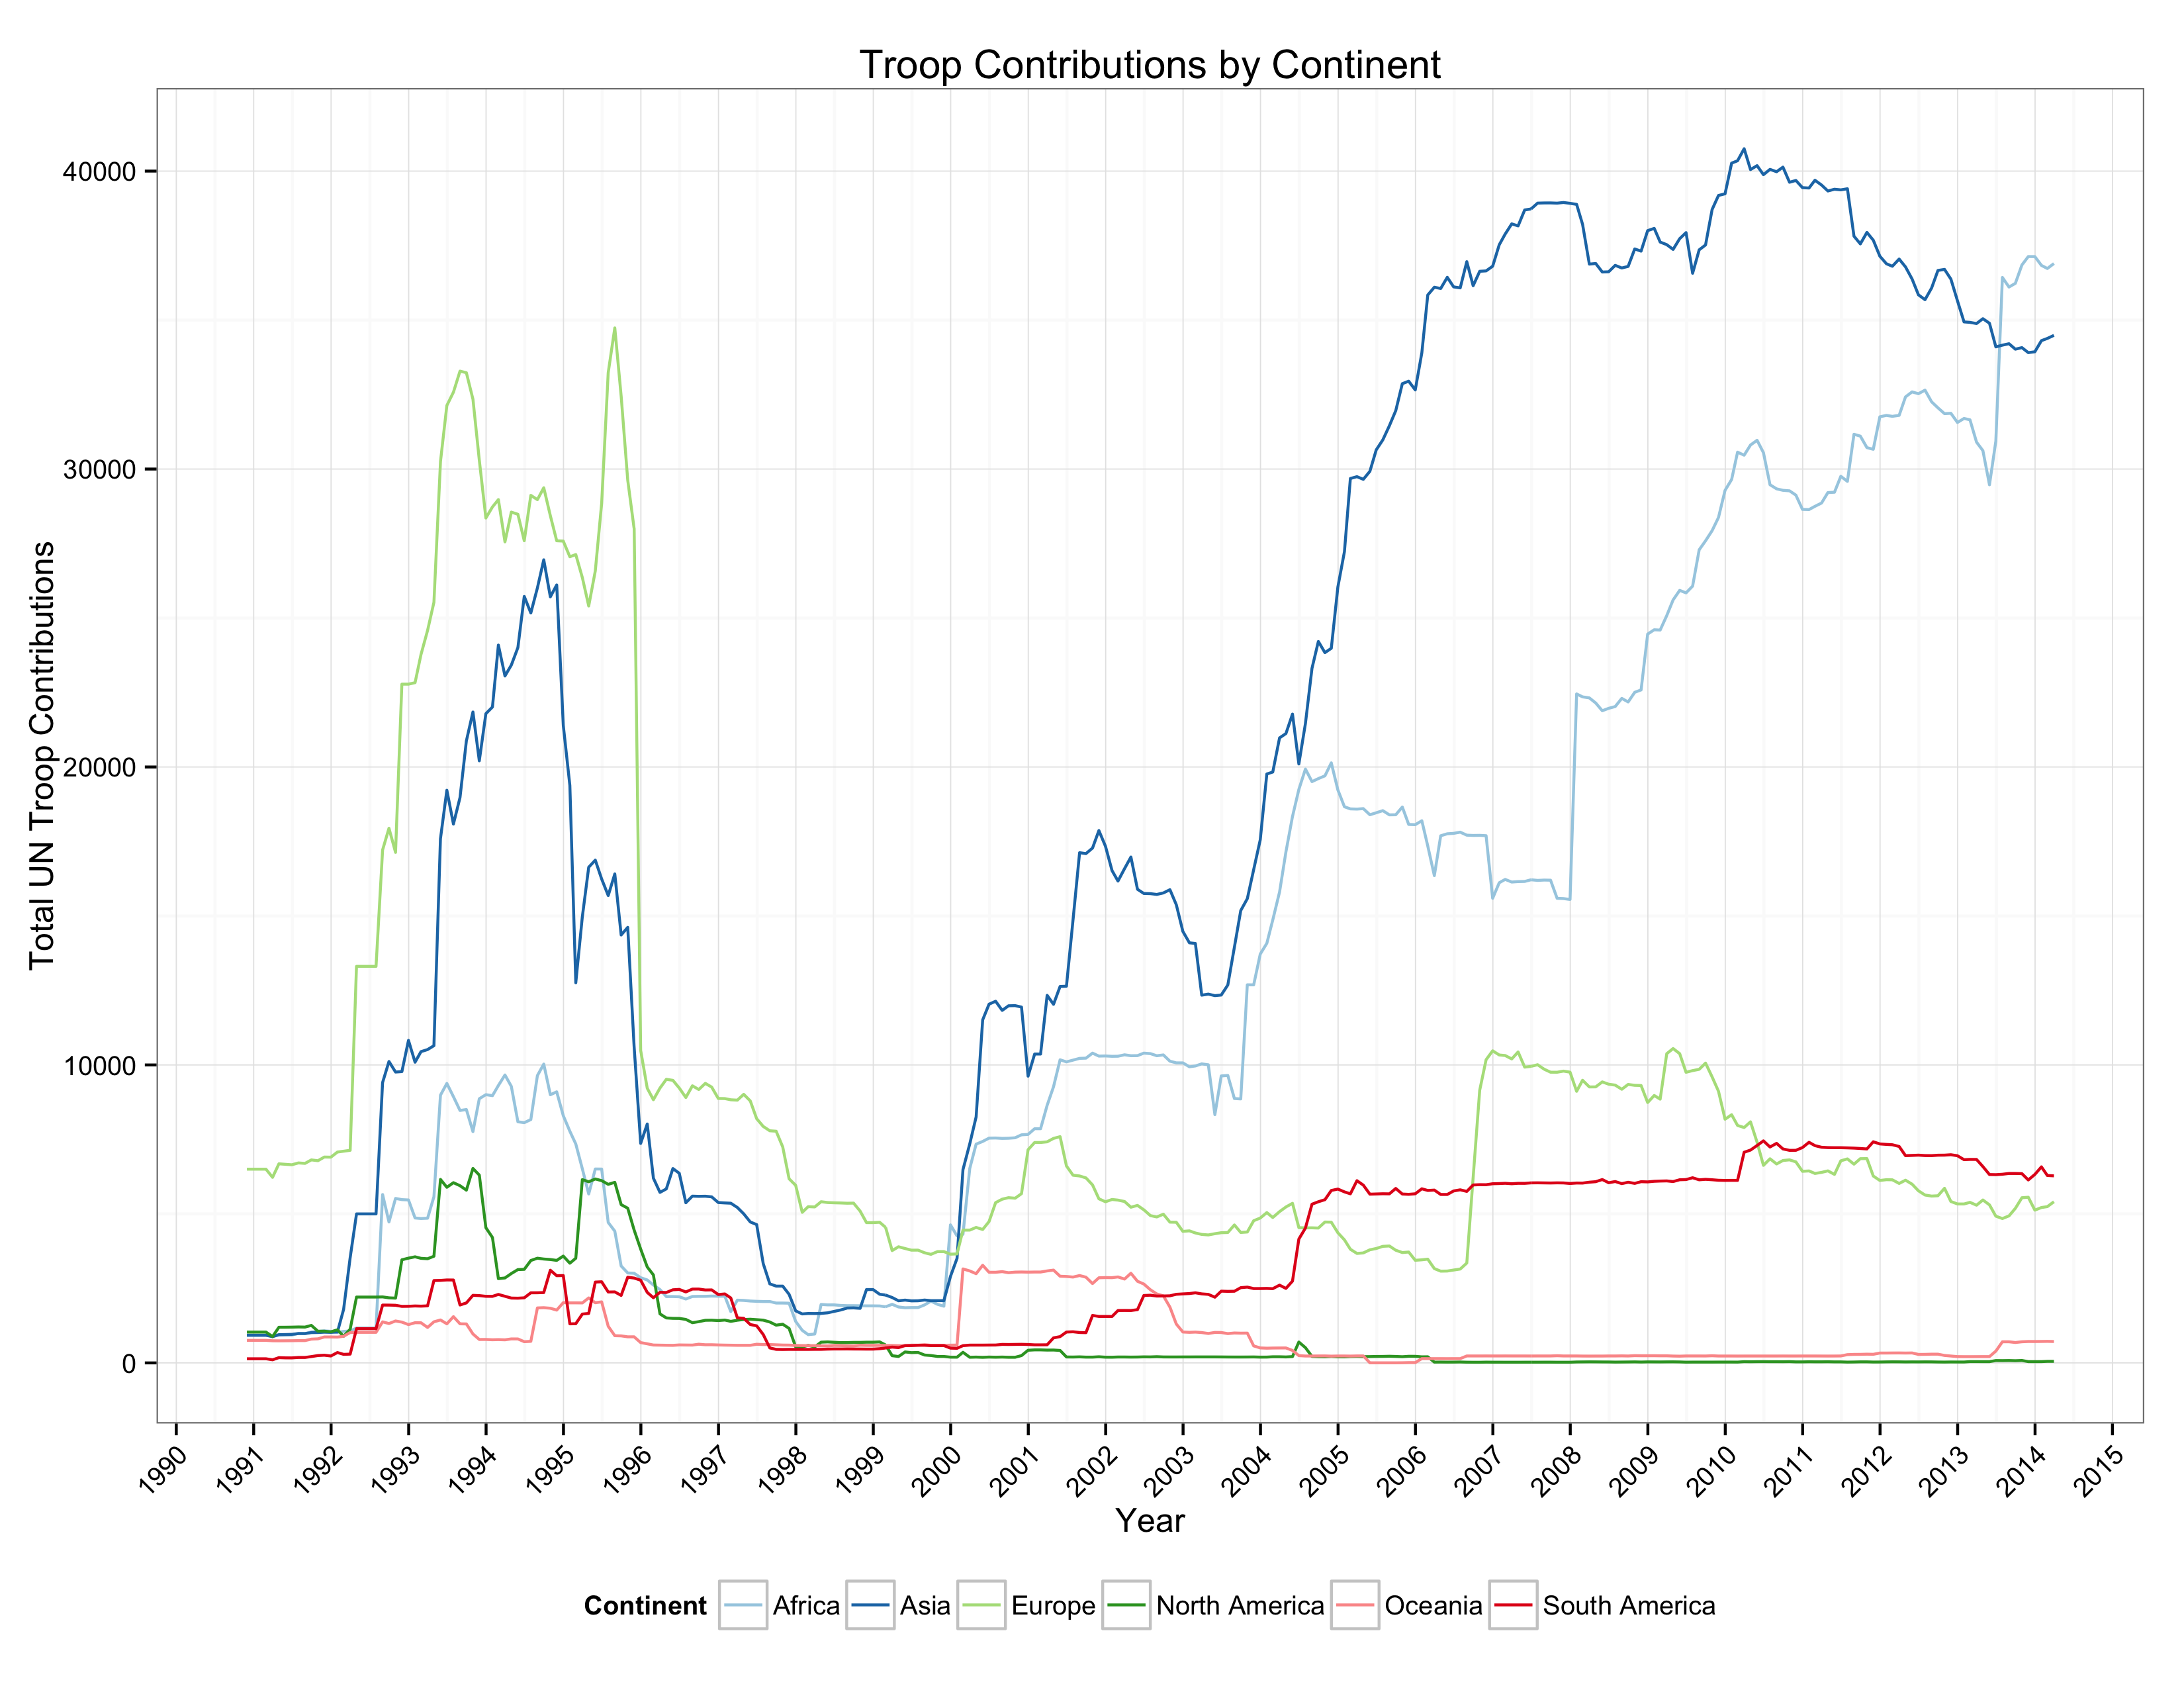 Troop Contributions by Continent
Total UN Troop Contributions
40000
30000
20000
10000
0
1990 1991 1992 1993 1994 1995 1996 1997 1998 1999 2000 2001 2002 2003 2004 2005 2006 2007 2008 2009 2010 2011 2012 2013 2014 2015
Year
Continent Africa Asia Europe North America Oceania South America